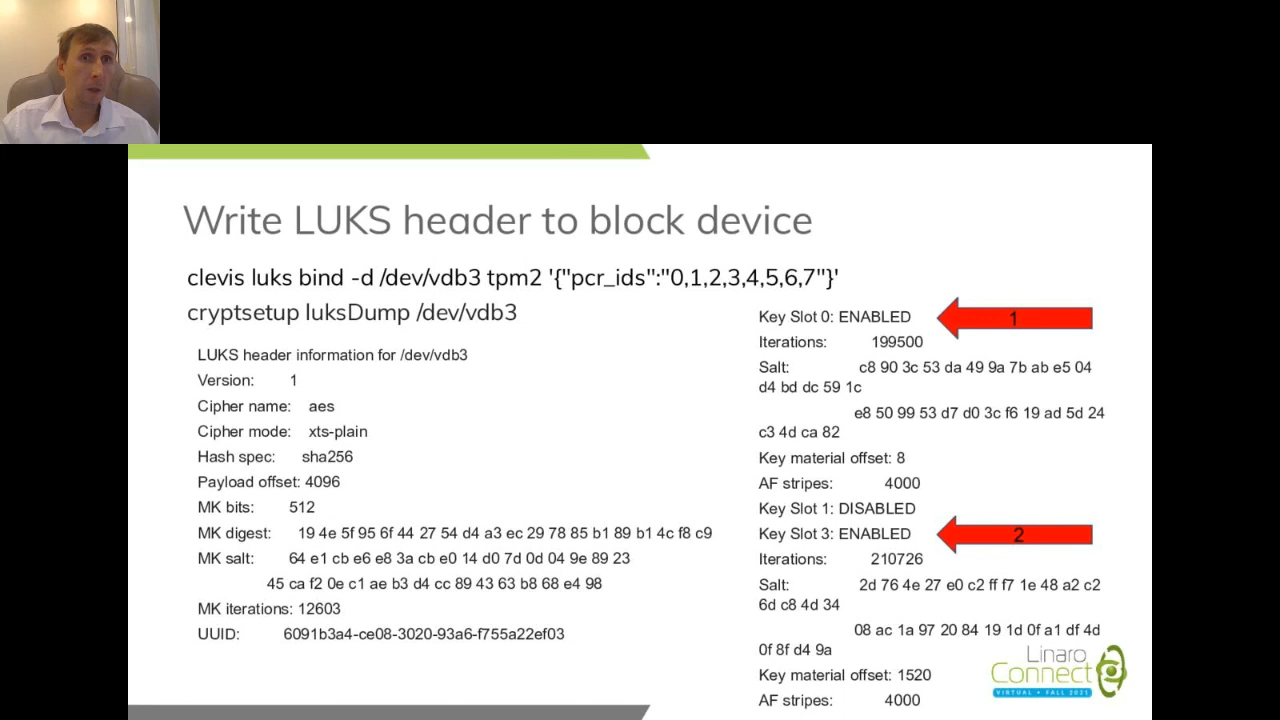 Write LUKS header to block device
clevis luks bind -d /dev/vdb3 tpm2 '{"pcr_ids":"0,1,2,3,4,5,6,7"}'
cryptsetup luksDump /dev/vdb3
LUKS header information for /dev/vdb3
Version: 1
Cipher name: aes
Cipher mode: xts-plain
Hash spec: sha256
Payload offset: 4096
MK bits: 512
MK digest: 19 4e 5f 95 6f 44 27 54 d4 a3 ec 29 78 85 b1 89 b1 4c f8 c9
MK salt: 64 e1 cb e6 e8 3a cb e0 14 d0 7d 0d 04 9e 89 23
45 ca f2 0e c1 ae b3 d4 cc 89 43 63 b8 68 e4 98
MK iterations: 12603
UUID: 6091b3a4-ce08-3020-93a6-f755a22ef03
Key Slot 0: ENABLED
1
Iterations: 199500
Salt: c8 90 3c 53 da 49 9a 7b ab e5 04
d4 bd dc 59 1c
e8 50 99 53 d7 d0 3c f6 19 ad 5d 24
c3 4d ca 82
Key material offset: 8
AF stripes: 4000
Key Slot 1: DISABLED
Key Slot 3: ENABLED
2
Iterations: 210726
Salt: 2d 76 4e 27 e0 c2 ff f7 1e 48 a2 c2
6d c8 4d 34
08 ac 1a 97 20 84 19 1d 0f a1 df 4d
0f 8f d4 9a
Key material offset: 1520
AF stripes: 4000
Linaro
Connect
VIRTUAL • FALL 2021